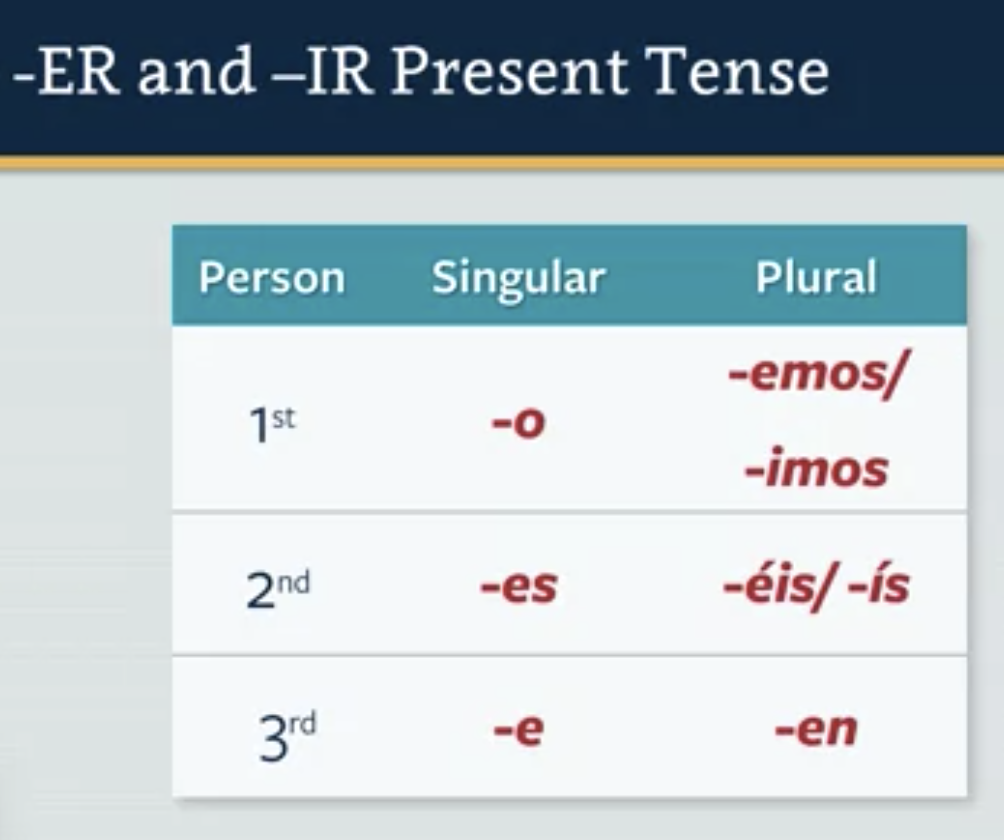 -ER and –IR Present Tense
Person Singular Plural
-emos/
1st -o
-imos
2nd -es -éis/ -ís
3rd -e -en